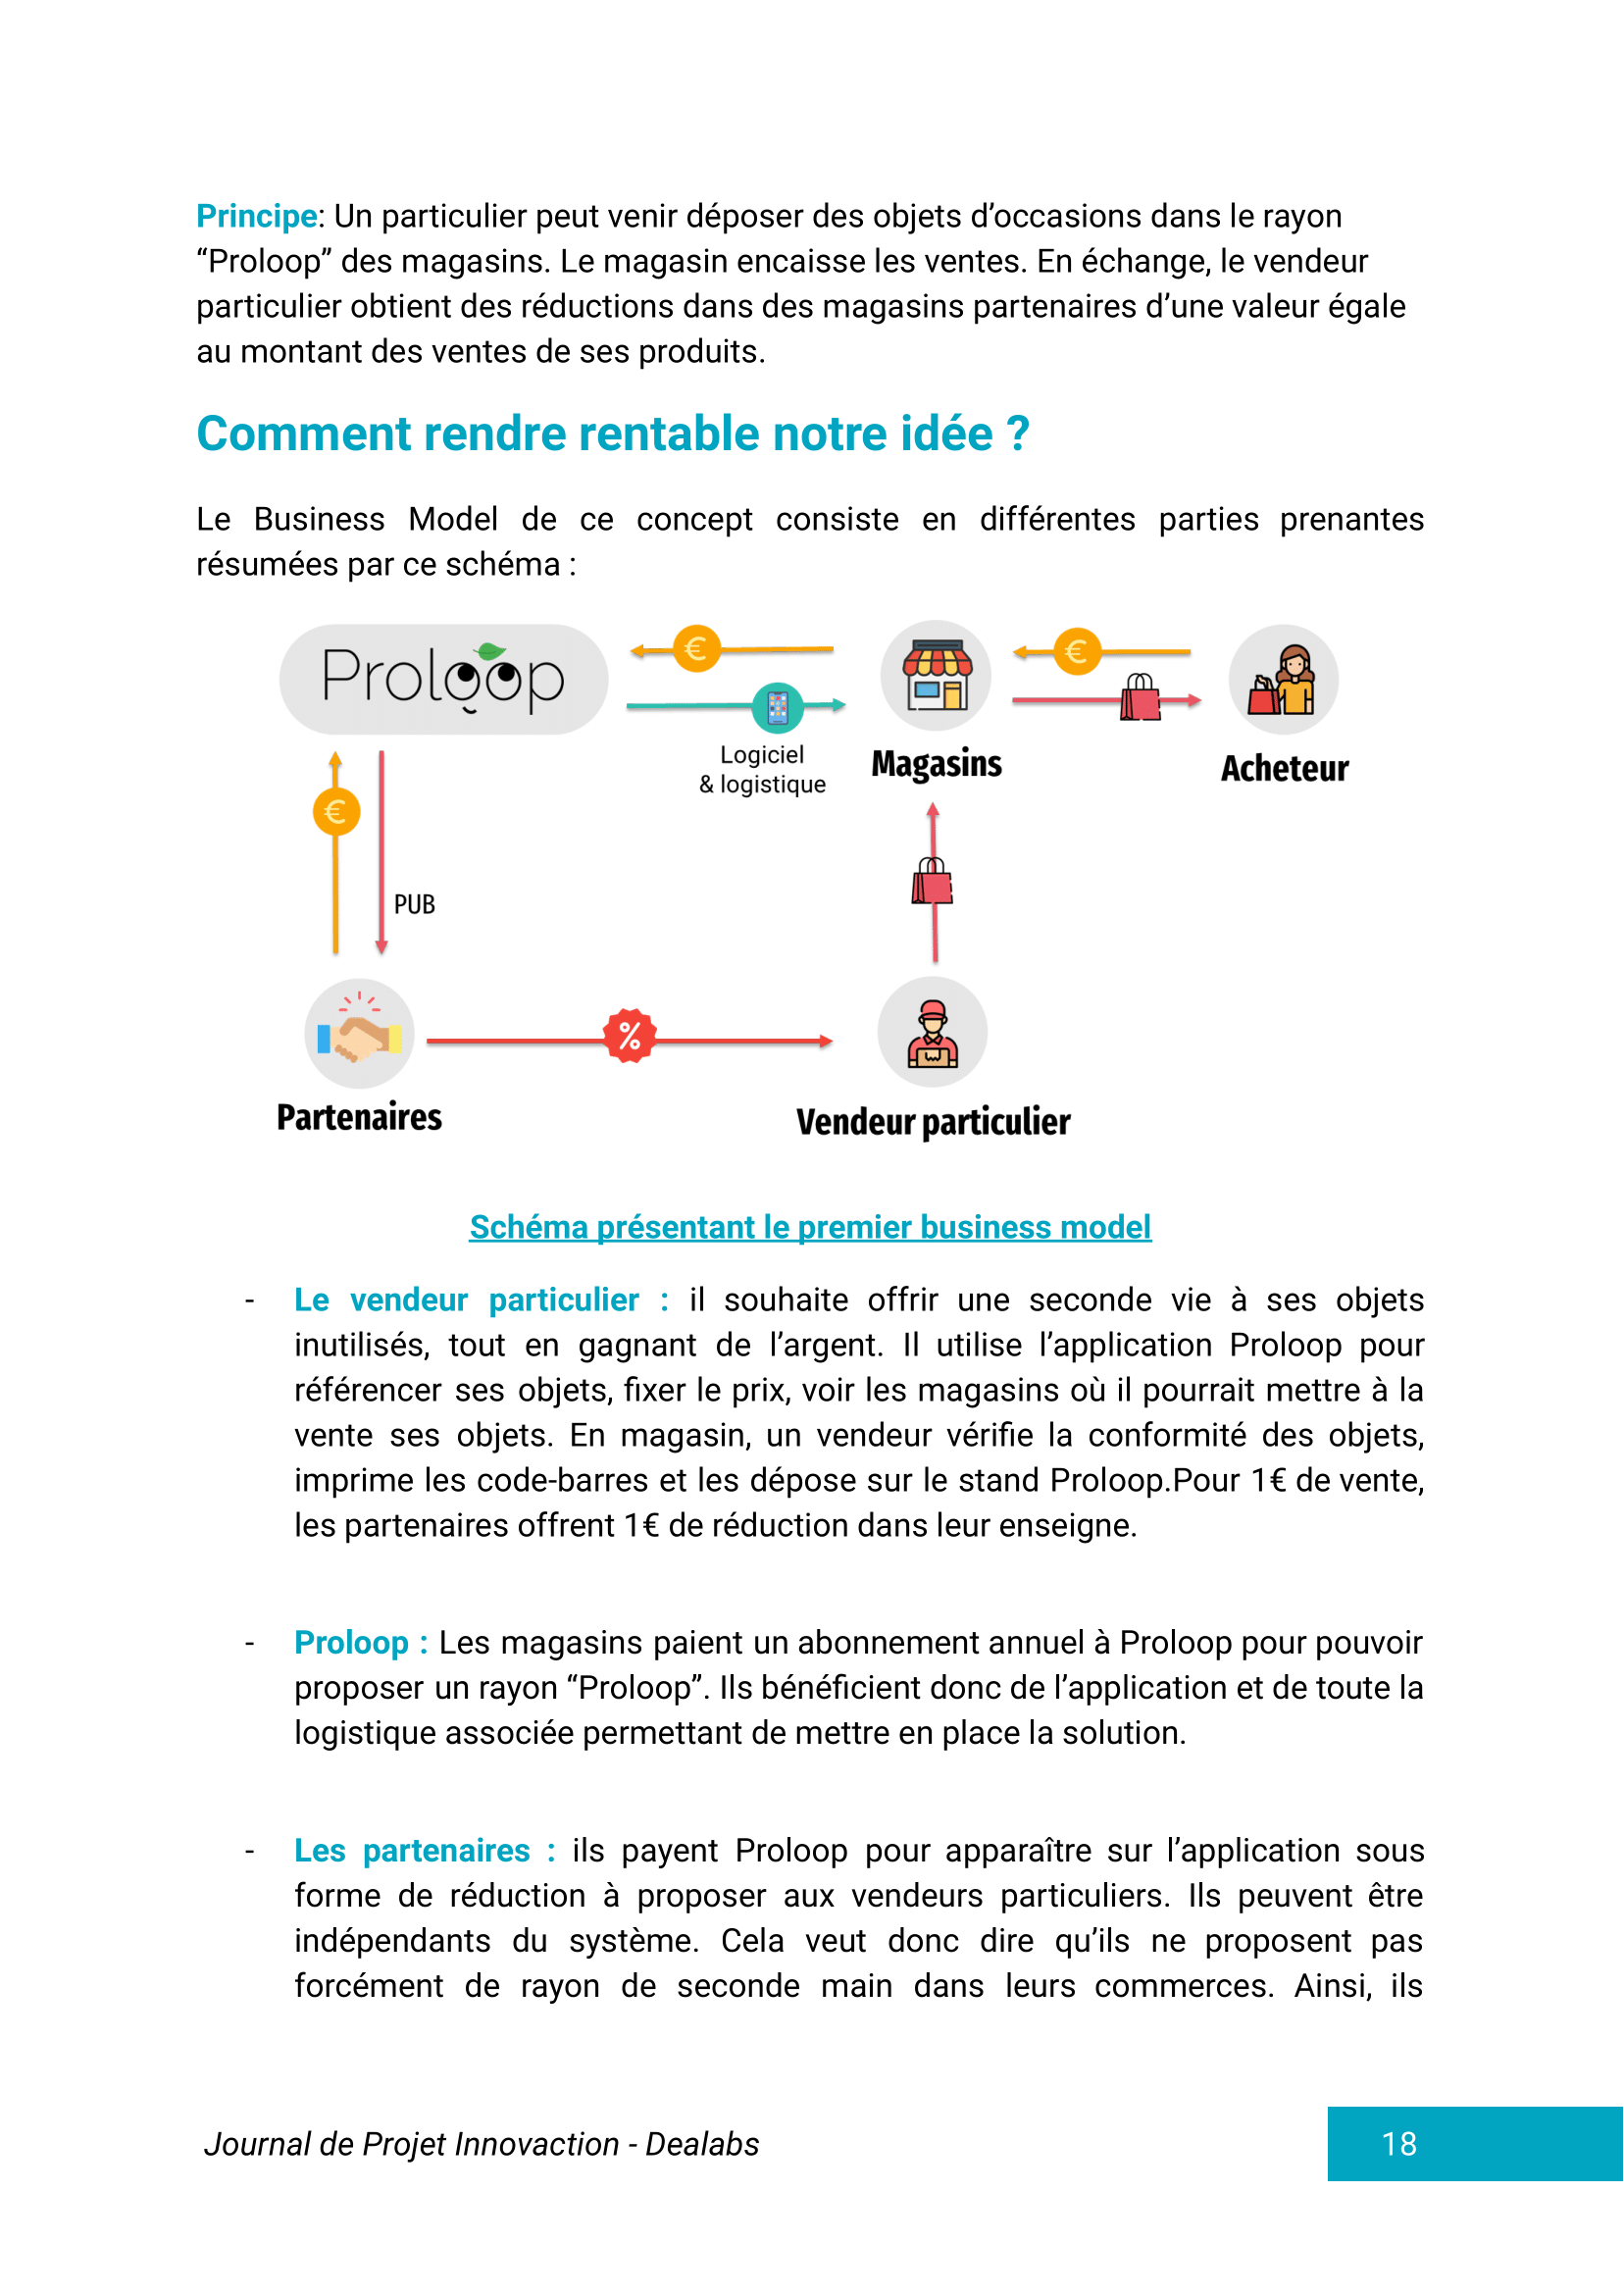 Principe: Un particulier peut venir déposer des objets d’occasions dans le rayon
“Proloop” des magasins. Le magasin encaisse les ventes. En échange, le vendeur
particulier obtient des réductions dans des magasins partenaires d’une valeur égale
au montant des ventes de ses produits.
Comment rendre rentable notre idée ?
Le Business Model de ce concept consiste en différentes parties prenantes
résumées par ce schéma :
Proloop
€
€
Logiciel
& logistique
Magasins
Acheteur
€
PUB
%
Partenaires
Vendeur particulier
Schéma présentant le premier business model
- Le vendeur particulier : il souhaite offrir une seconde vie à ses objets
inutilisés, tout en gagnant de l’argent. Il utilise l’application Proloop pour
référencer ses objets, fixer le prix, voir les magasins où il pourrait mettre à la
vente ses objets. En magasin, un vendeur vérifie la conformité des objets,
imprime les code-barres et les dépose sur le stand Proloop.Pour 1€ de vente,
les partenaires offrent 1€ de réduction dans leur enseigne.
- Proloop : Les magasins paient un abonnement annuel à Proloop pour pouvoir
proposer un rayon “Proloop”. Ils bénéficient donc de l’application et de toute la
logistique associée permettant de mettre en place la solution.
- Les partenaires : ils payent Proloop pour apparaître sur l’application sous
forme de réduction à proposer aux vendeurs particuliers. Ils peuvent être
indépendants du système. Cela veut donc dire qu’ils ne proposent pas
forcément de rayon de seconde main dans leurs commerces. Ainsi, ils
Journal de Projet Innovaction - Dealabs
18